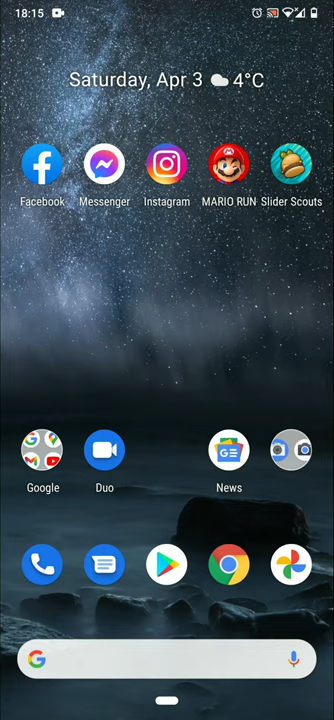 18:15
Saturday, Apr 3 4°C
Facebook Messenger Instagram MARIO RUN Slider Scouts
Google Duo News